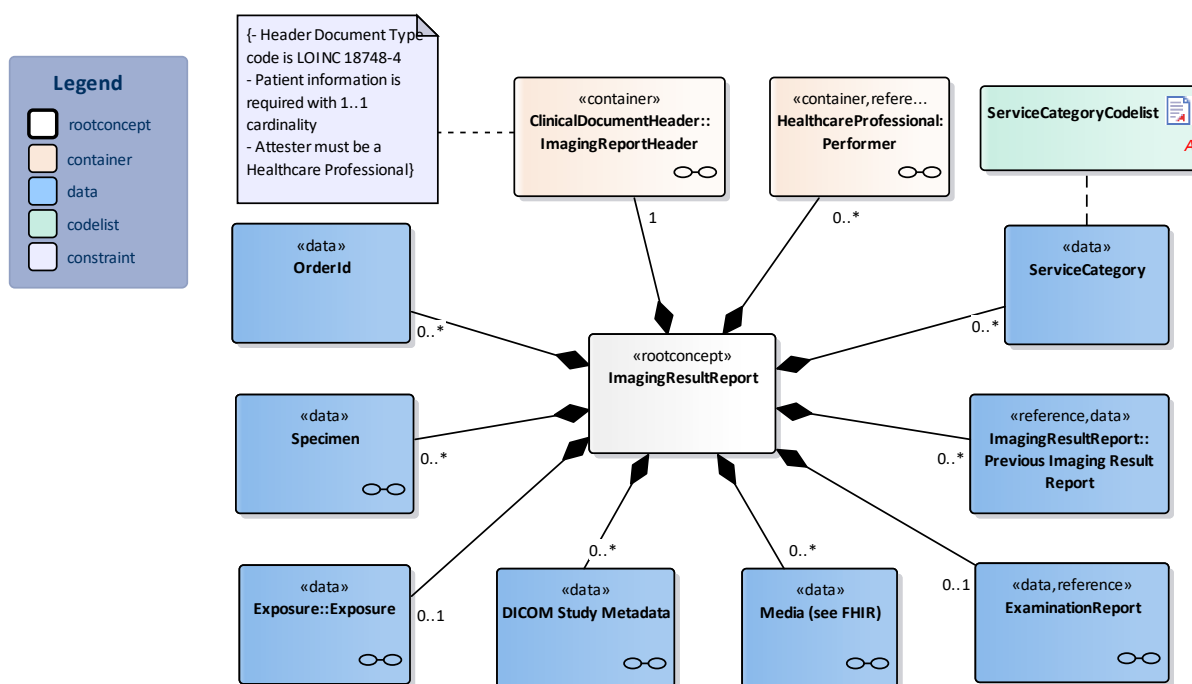 {- Header Document Type
code is LOINC 18748-4
- Patient information is
required with 1..1
cardinality
- Attester must be a
Healthcare Professional}
Legend
rootconcept
container
data
codelist
constraint
«container»
ClinicalDocumentHeader::
ImagingReportHeader
«container,refere...
HealthcareProfessional:
Performer
ServiceCategoryCodelist
A
1
0..*
«data»
OrderId
0..*
«data»
ServiceCategory
0..*
«rootconcept»
ImagingResultReport
«data»
Specimen
0..*
«reference,data»
ImagingResultReport::
Previous Imaging Result
Report
0..*
«data»
Exposure::Exposure
0..1
«data»
DICOM Study Metadata
0..*
«data»
Media (see FHIR)
0..*
«data,reference»
ExaminationReport
0..1